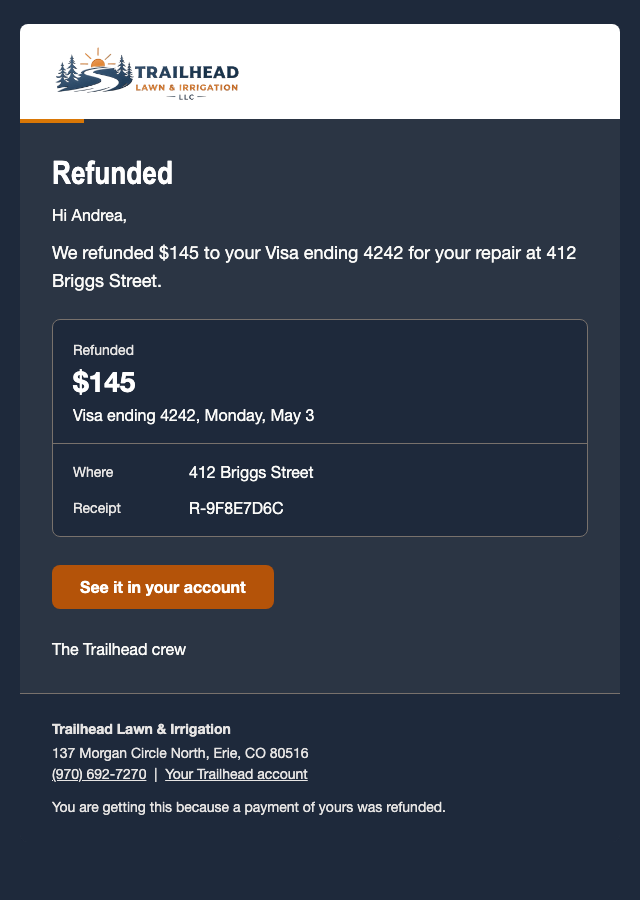 TRAILHEAD
LAWN & IRRIGATION
LLC
Refunded
Hi Andrea,
We refunded $145 to your Visa ending 4242 for your repair at 412
Briggs Street.
Refunded
$145
Visa ending 4242, Monday, May 3
Where 412 Briggs Street
Receipt R-9F8E7D6C
See it in your account
The Trailhead crew
Trailhead Lawn & Irrigation
137 Morgan Circle North, Erie, CO 80516
(970) 692-7270 | Your Trailhead account
You are getting this because a payment of yours was refunded.